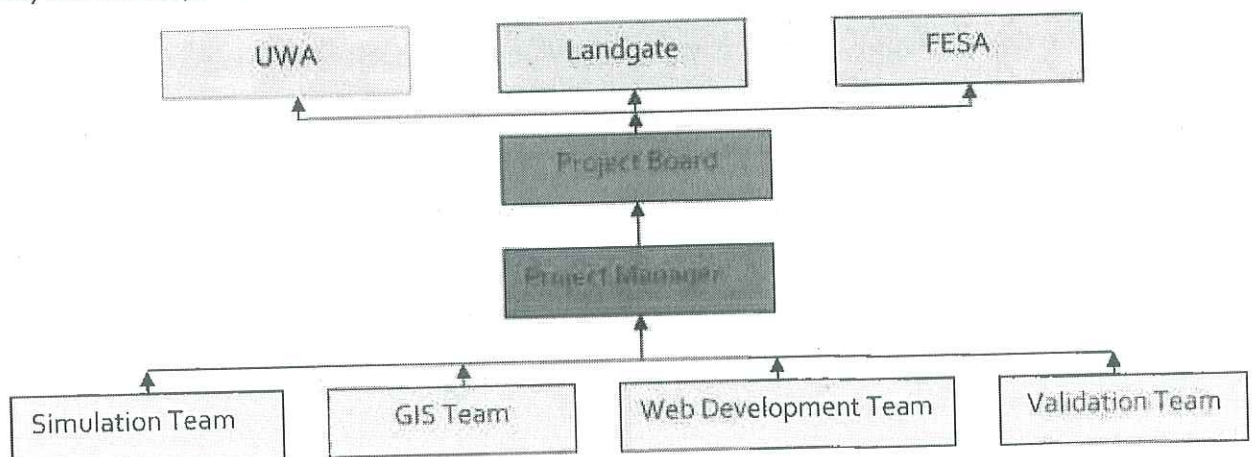 UWA
Landgate
FESA
Project Board
Project Manager
Simulation Team
GIS Team
Web Development Team
Validation Team